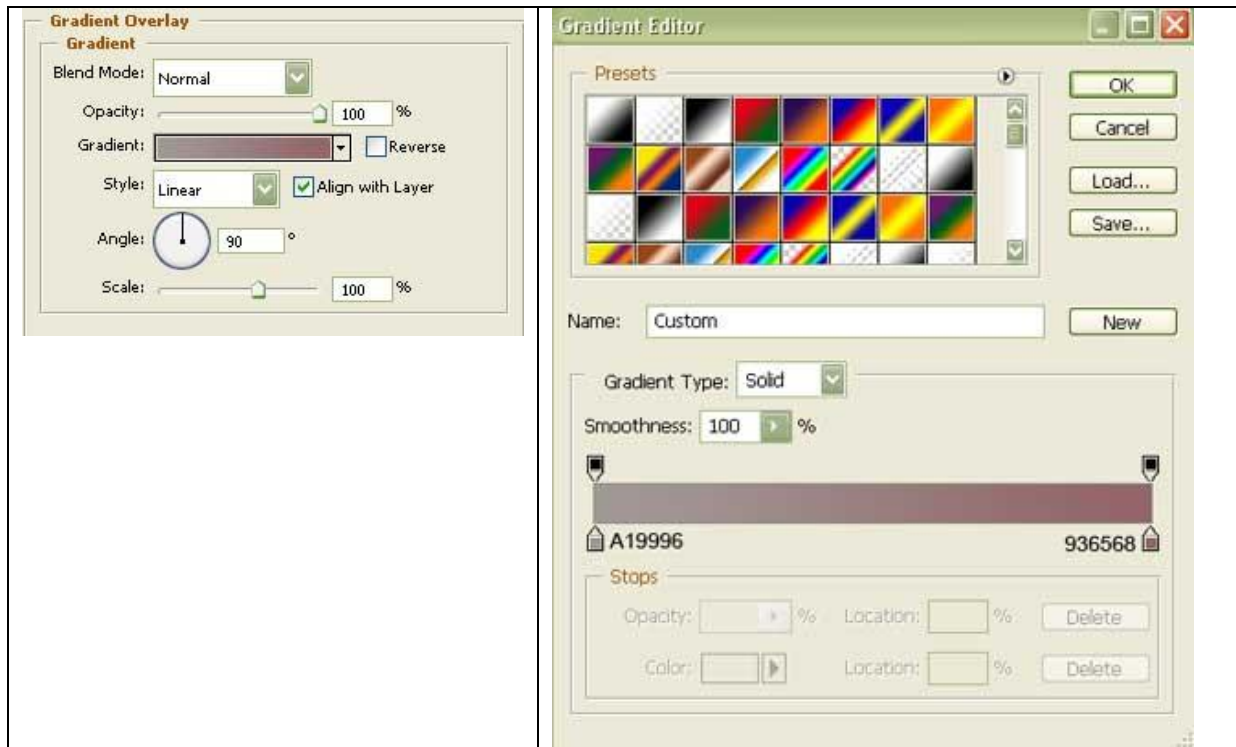 Gradient Overlay
Gradient
Blend Mode: Normal
Opacity: 100 %
Gradient: Reverse
Style: Linear Align with Layer
Angle: 90 °
Scale: 100 %
Gradient Editor
Presets
OK
Cancel
Load...
Save...
Name: Custom New
Gradient Type: Solid
Smoothness: 100 %
A19996 936568
Stops
Opacity: % Location: % Delete
Color: Location: % Delete